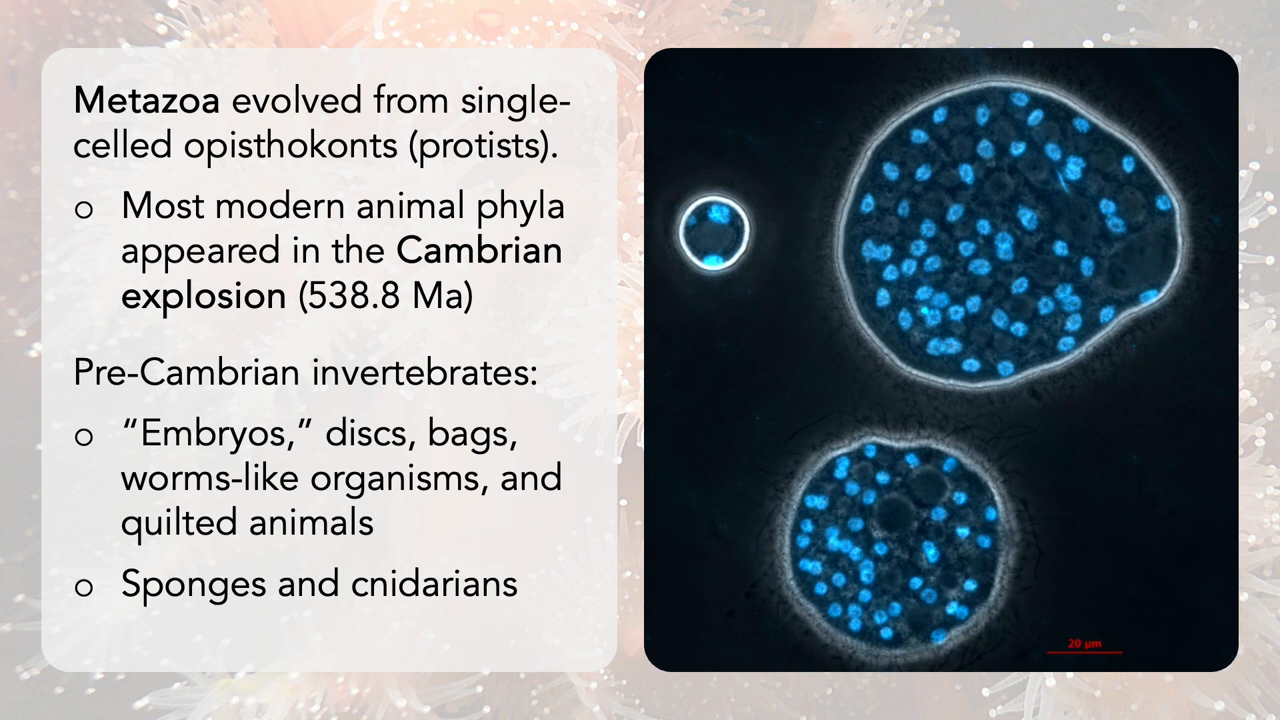 Metazoa evolved from single-
celled opisthokonts (protists).
o Most modern animal phyla
appeared in the Cambrian
explosion (538.8 Ma)
Pre-Cambrian invertebrates:
o “Embryos,” discs, bags,
worms-like organisms, and
quilted animals
o Sponges and cnidarians
20 µm